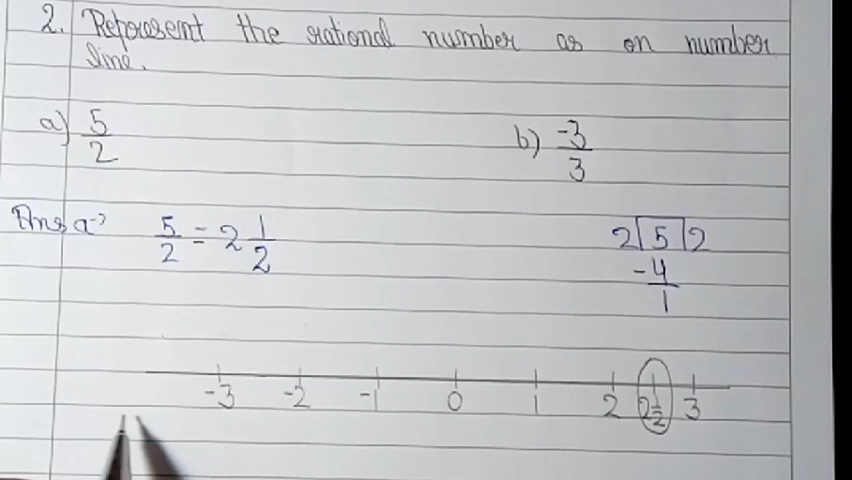 2. Represent the rational number as on number
line.
a) 5/2 b) -3/3
Ans a→ 5/2 = 2 1/2
2 5 2
-4
1
-3 -2 -1 0 1 2 2 1/2 3